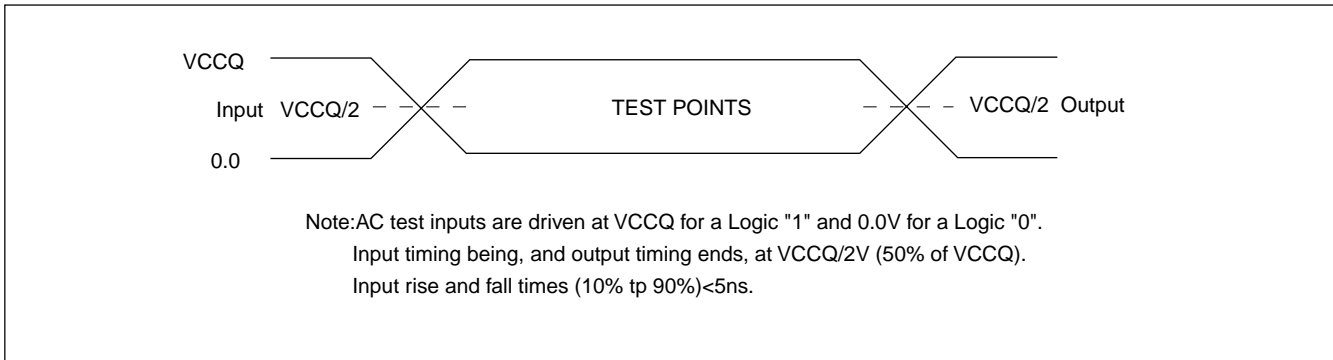 VCCQ
Input VCCQ/2 TEST POINTS VCCQ/2 Output
0.0
Note:AC test inputs are driven at VCCQ for a Logic "1" and 0.0V for a Logic "0".
Input timing being, and output timing ends, at VCCQ/2V (50% of VCCQ).
Input rise and fall times (10% tp 90%)<5ns.